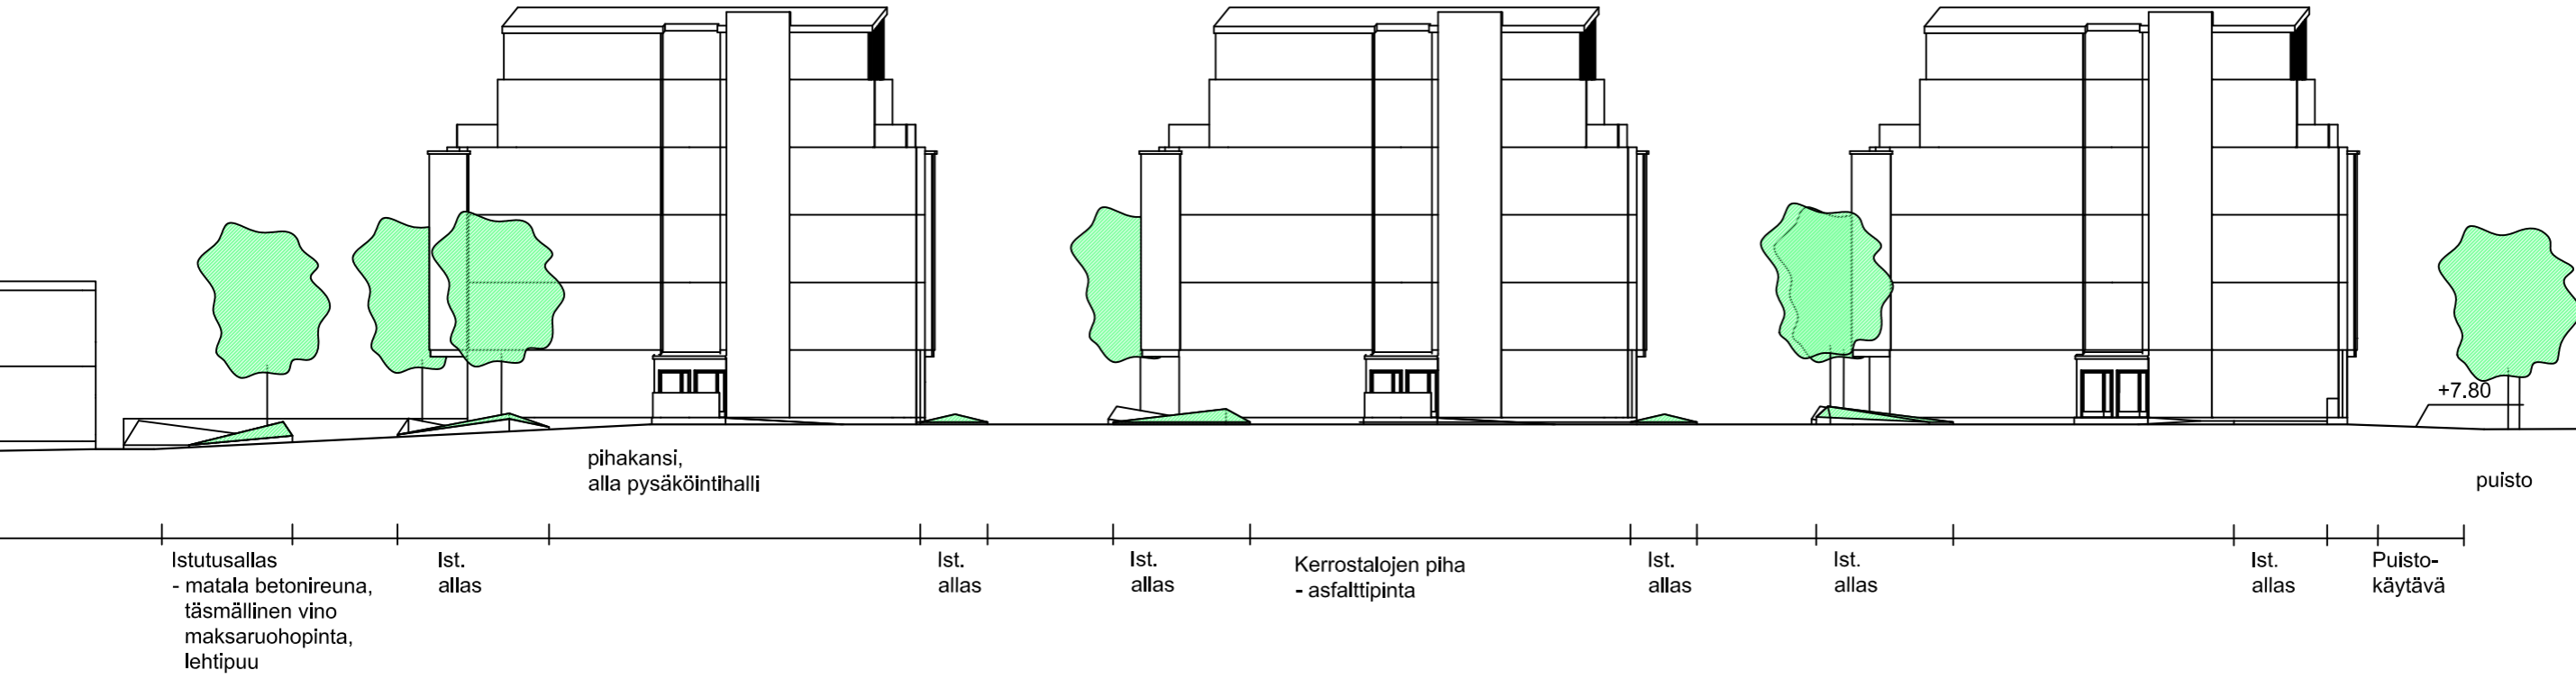 +7.80
pihakansi,
alla pysäköintihalli
puisto
Istutusallas
- matala betonireuna,
täsmällinen vino
maksaruohopinta,
lehtipuu
Ist.
allas
Ist.
allas
Ist.
allas
Kerrostalojen piha
- asfalttipinta
Ist.
allas
Ist.
allas
Ist.
allas
Puisto-
käytävä